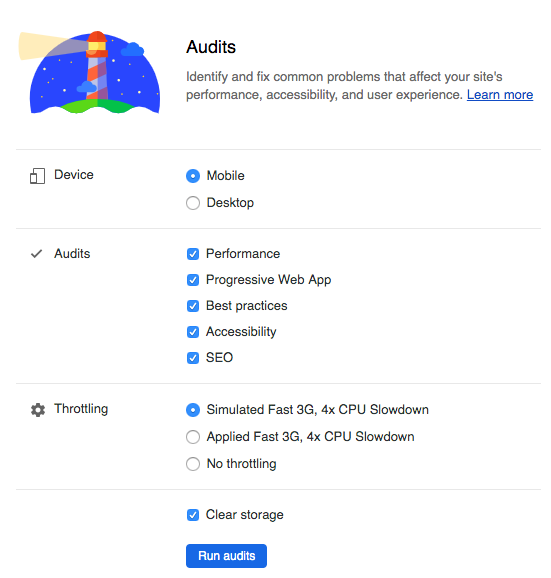 Audits
Identify and fix common problems that affect your site's
performance, accessibility, and user experience. Learn more
Device
Mobile
Desktop
Audits
Performance
Progressive Web App
Best practices
Accessibility
SEO
Throttling
Simulated Fast 3G, 4x CPU Slowdown
Applied Fast 3G, 4x CPU Slowdown
No throttling
Clear storage
Run audits